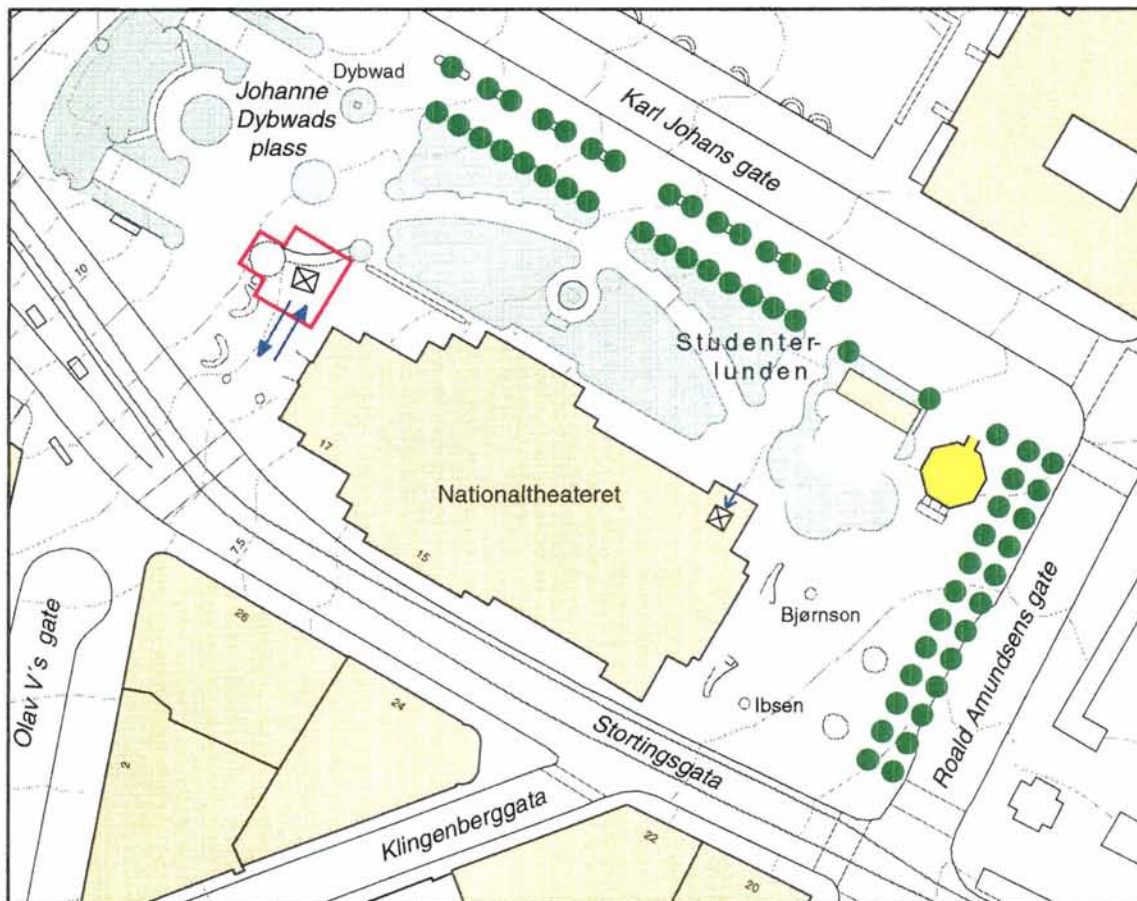 Dybwad
Johanne
Dybwads
plass
Karl Johans gate
10
Studenter-
lunden
17
Nationaltheateret
15
7.5
Bjørnson
26
Olav V's gate
Ibsen
24
Roald Amundsens gate
Stortingsgata
2
Klingenberggata
22
20